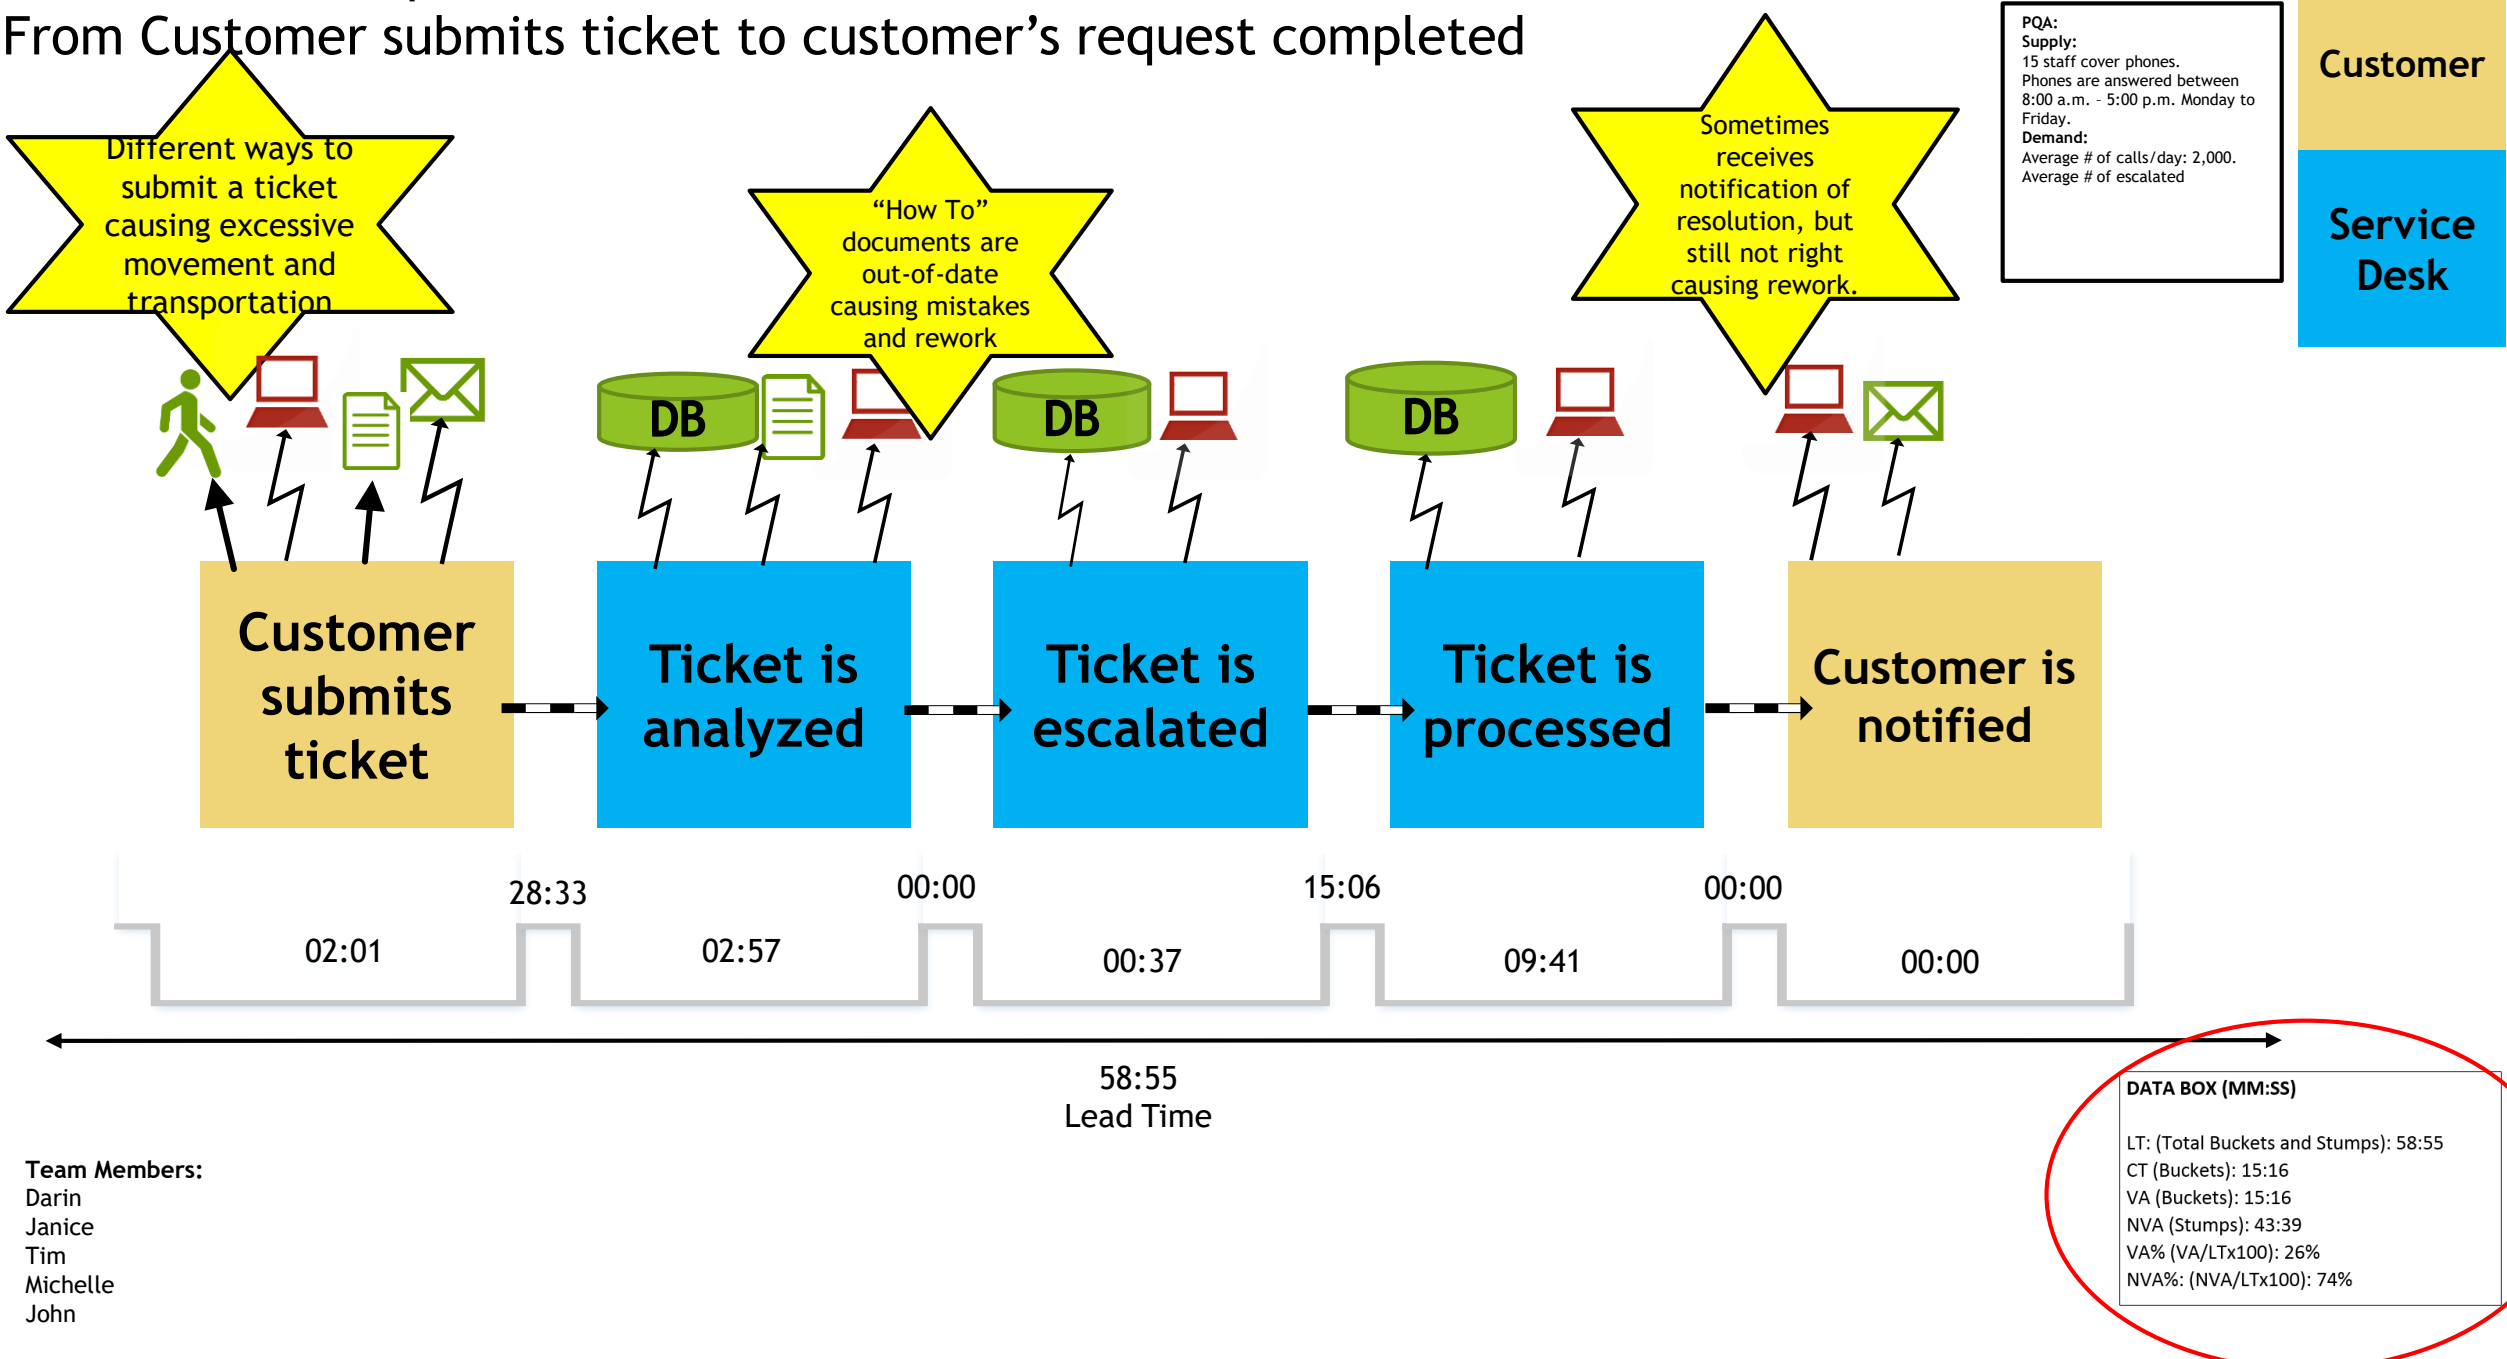 From Customer submits ticket to customer’s request completed
Different ways to
submit a ticket
causing excessive
movement and
transportation
“How To”
documents are
out-of-date
causing mistakes
and rework
Sometimes
receives
notification of
resolution, but
still not right
causing rework.
PQA:
Supply:
15 staff cover phones.
Phones are answered between
8:00 a.m. – 5:00 p.m. Monday to
Friday.
Demand:
Average # of calls/day: 2,000.
Average # of escalated
Customer
Service
Desk
DB
DB
DB
Customer
submits
ticket
Ticket is
analyzed
Ticket is
escalated
Ticket is
processed
Customer is
notified
28:33
00:00
15:06
00:00
02:01
02:57
00:37
09:41
00:00
58:55
Lead Time
Team Members:
Darin
Janice
Tim
Michelle
John
DATA BOX (MM:SS)
LT: (Total Buckets and Stumps): 58:55
CT (Buckets): 15:16
VA (Buckets): 15:16
NVA (Stumps): 43:39
VA% (VA/LTx100): 26%
NVA%: (NVA/LTx100): 74%